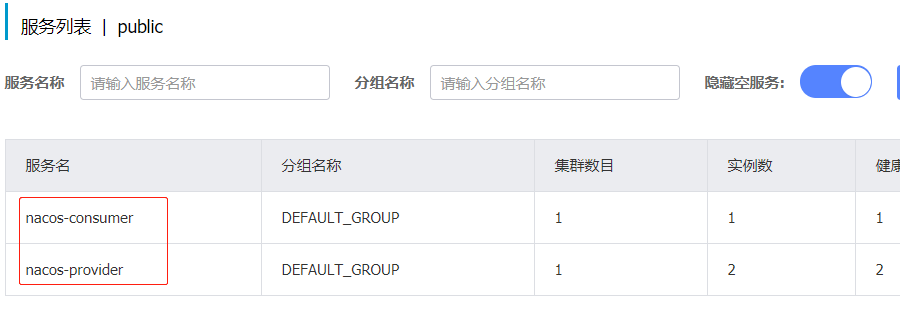 服务列表 | public
服务名称 请输入服务名称 分组名称 请输入分组名称 隐藏空服务:
服务名 分组名称 集群数目 实例数 健康
nacos-consumer DEFAULT_GROUP 1 1 1
nacos-provider DEFAULT_GROUP 1 2 2